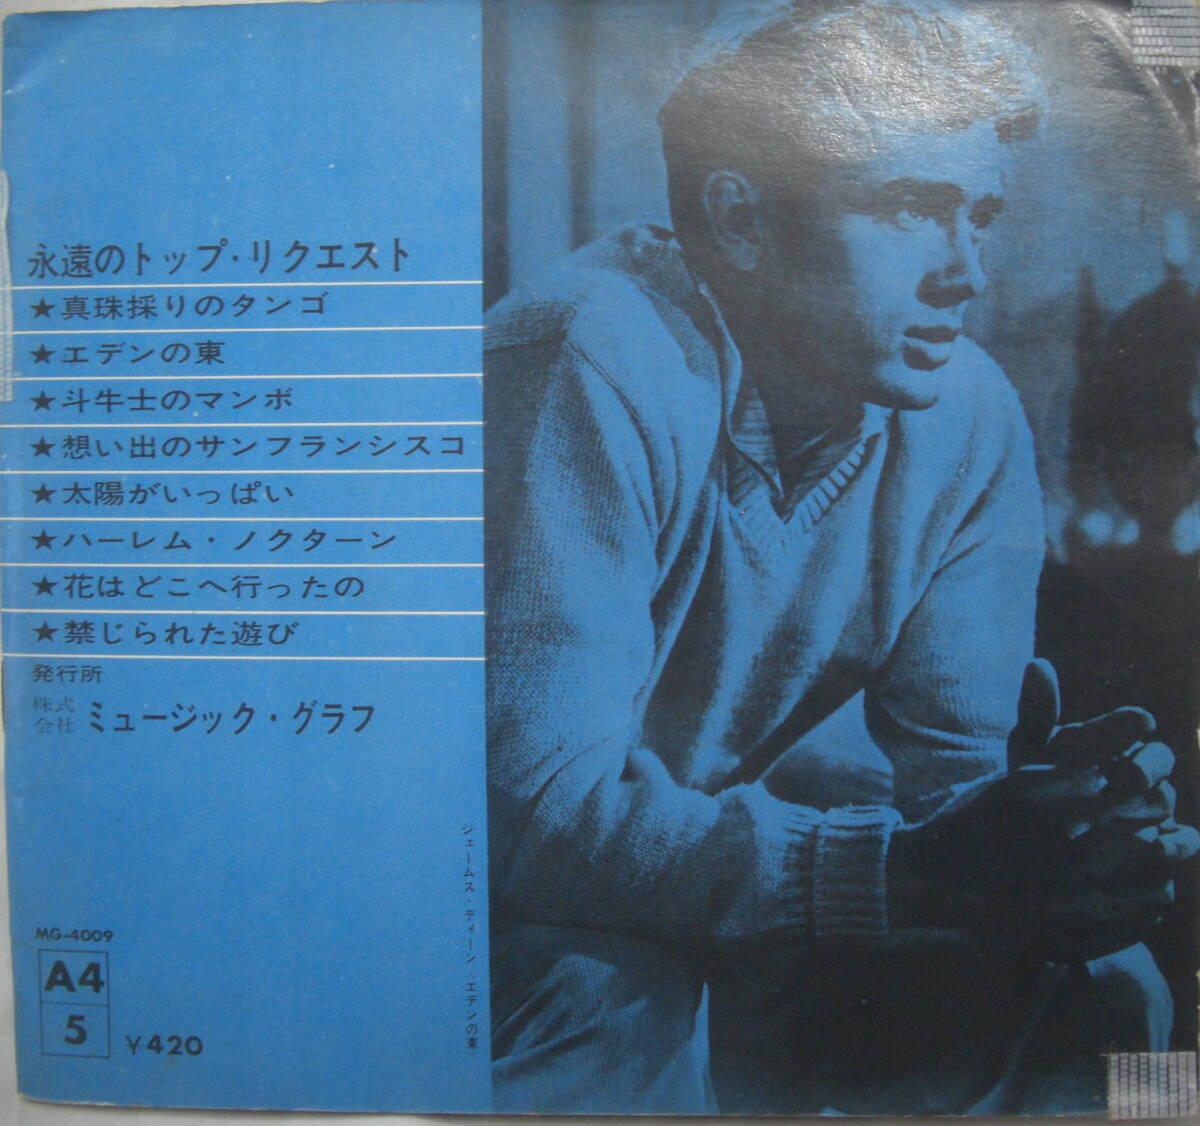 永遠のトップ・リクエスト
★真珠採りのタンゴ
★エデンの東
★斗牛士のマンボ
★想い出のサンフランシスコ
★太陽がいっぱい
★ハーレム・ノクターン
★花はどこへ行ったの
★禁じられた遊び
発行所
株式会社 ミュージック・グラフ
ジェームス・ディーン〈エデンの東〉
MG-4009
A4
5
¥420